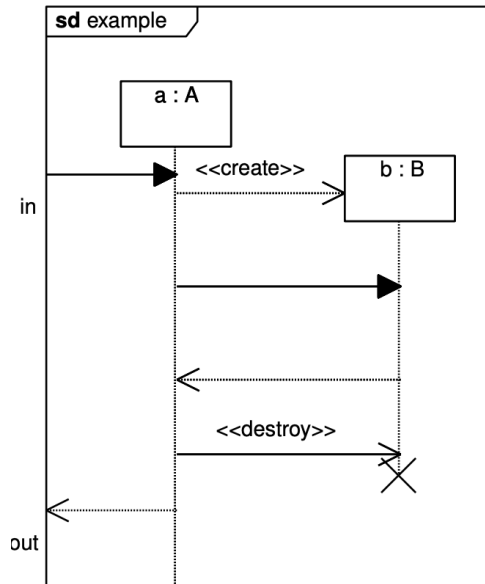 sd example
a : A
<<create>>
b : B
in
<<destroy>>
out